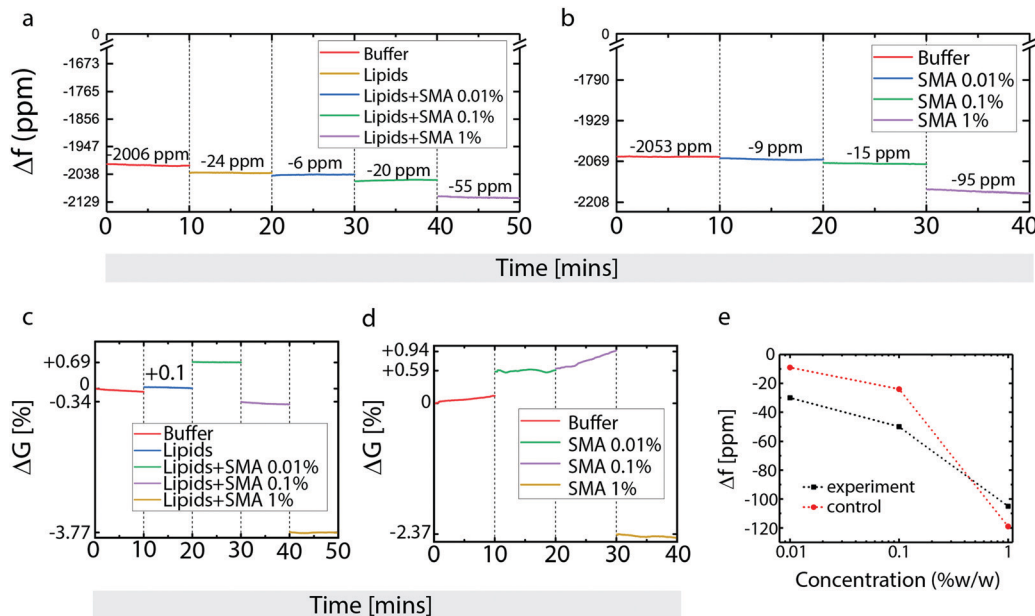 a
0
-1673
-1765
-1856
-1947
-2038
-2129
Δf (ppm)
Buffer
Lipids
Lipids+SMA 0.01%
Lipids+SMA 0.1%
Lipids+SMA 1%
-2006 ppm
-24 ppm
-6 ppm
-20 ppm
-55 ppm
0 10 20 30 40 50
b
0
-1790
-1929
-2069
-2208
Buffer
SMA 0.01%
SMA 0.1%
SMA 1%
-2053 ppm
-9 ppm
-15 ppm
-95 ppm
0 10 20 30 40
Time [mins]
c
+0.69
0
-0.34
-3.77
ΔG [%]
+0.1
Buffer
Lipids
Lipids+SMA 0.01%
Lipids+SMA 0.1%
Lipids+SMA 1%
0 10 20 30 40 50
d
+0.94
+0.59
0
-2.37
ΔG [%]
Buffer
SMA 0.01%
SMA 0.1%
SMA 1%
0 10 20 30 40
Time [mins]
e
0
-20
-40
-60
-80
-100
-120
Δf [ppm]
experiment
control
0.01 0.1 1
Concentration (%w/w)